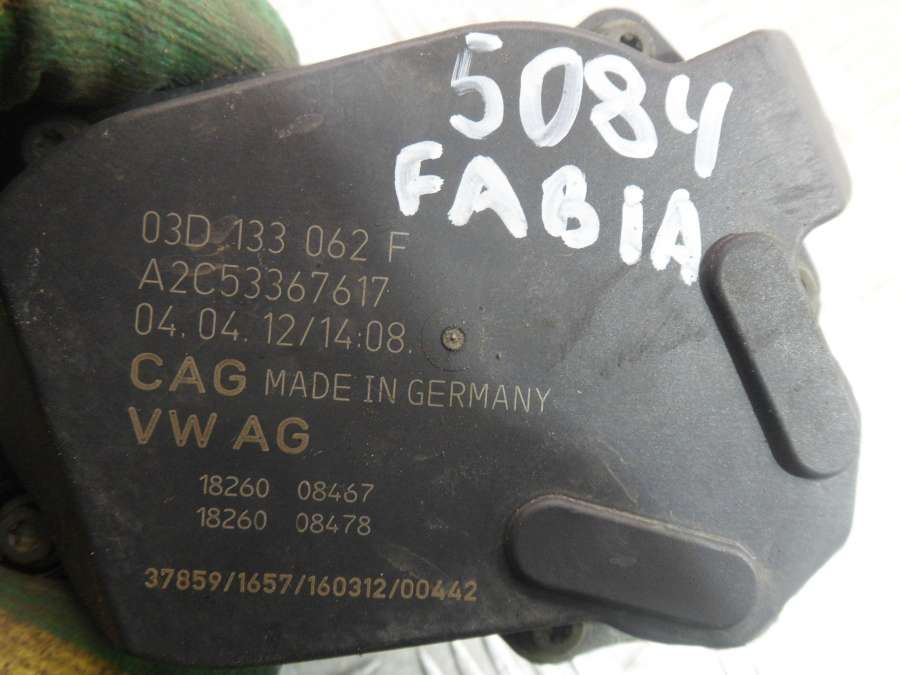 5084
FABIA
03D 133 062 F
A2C53367617
04.04.12/14:08.
CAG MADE IN GERMANY
VW AG
18260 08467
18260 08478
37859/1657/160312/00442